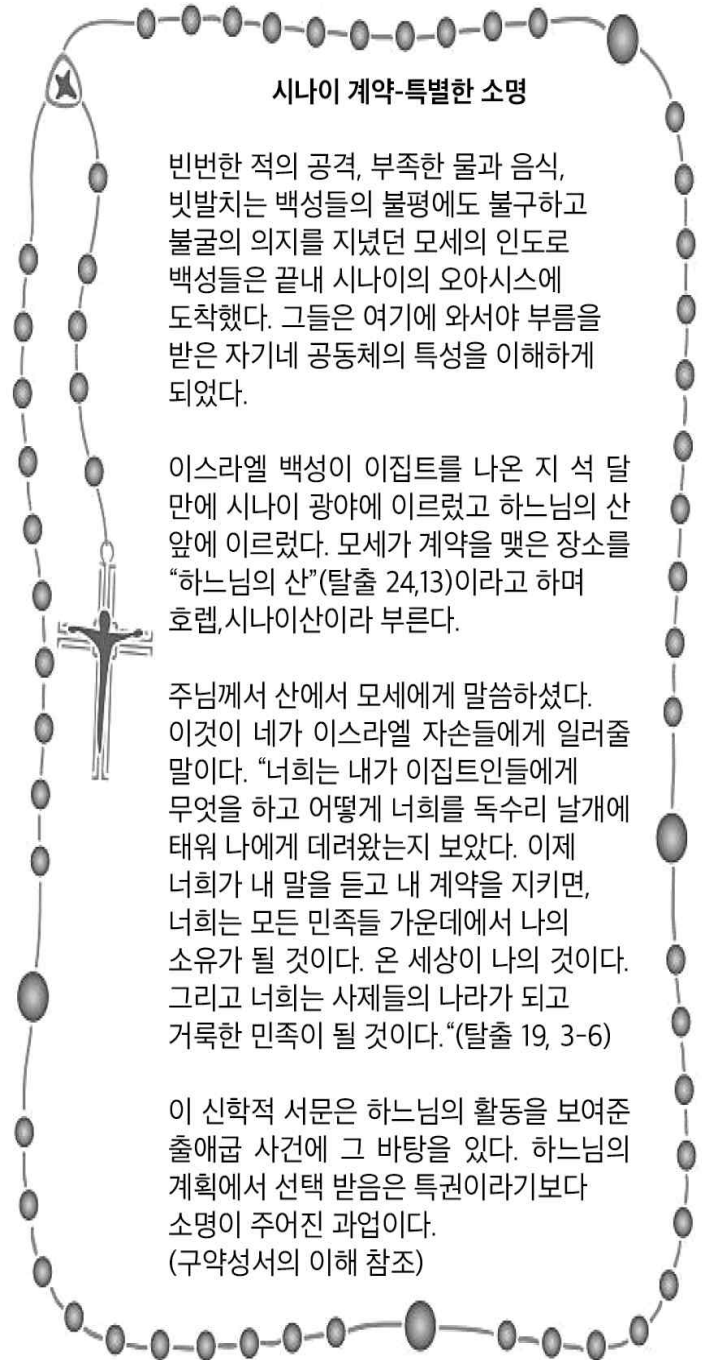 시나이 계약-특별한 소명
빈번한 적의 공격, 부족한 물과 음식,
빗발치는 백성들의 불평에도 불구하고
불굴의 의지를 지녔던 모세의 인도로
백성들은 끝내 시나이의 오아시스에
도착했다. 그들은 여기에 와서야 부름을
받은 자기네 공동체의 특성을 이해하게
되었다.
이스라엘 백성이 이집트를 나온 지 석 달
만에 시나이 광야에 이르렀고 하느님의 산
앞에 이르렀다. 모세가 계약을 맺은 장소를
“하느님의 산”(탈출 24,13)이라고 하며
호렙,시나이산이라 부른다.
주님께서 산에서 모세에게 말씀하셨다.
이것이 네가 이스라엘 자손들에게 일러줄
말이다. “너희는 내가 이집트인들에게
무엇을 하고 어떻게 너희를 독수리 날개에
태워 나에게 데려왔는지 보았다. 이제
너희가 내 말을 듣고 내 계약을 지키면,
너희는 모든 민족들 가운데에서 나의
소유가 될 것이다. 온 세상이 나의 것이다.
그리고 너희는 사제들의 나라가 되고
거룩한 민족이 될 것이다.“(탈출 19, 3-6)
이 신학적 서문은 하느님의 활동을 보여준
출애굽 사건에 그 바탕을 있다. 하느님의
계획에서 선택 받음은 특권이라기보다
소명이 주어진 과업이다.
(구약성서의 이해 참조)